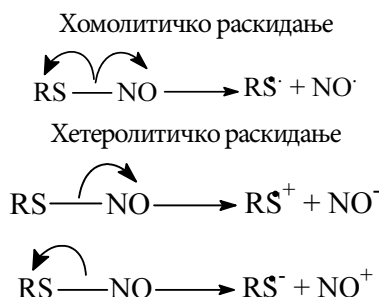 Хомолитичко раскидање
RS—NO → RS· + NO·
Хетеролитичко раскидање
RS—NO → RS·⁺ + NO⁻
RS—NO → RS·⁻ + NO⁺